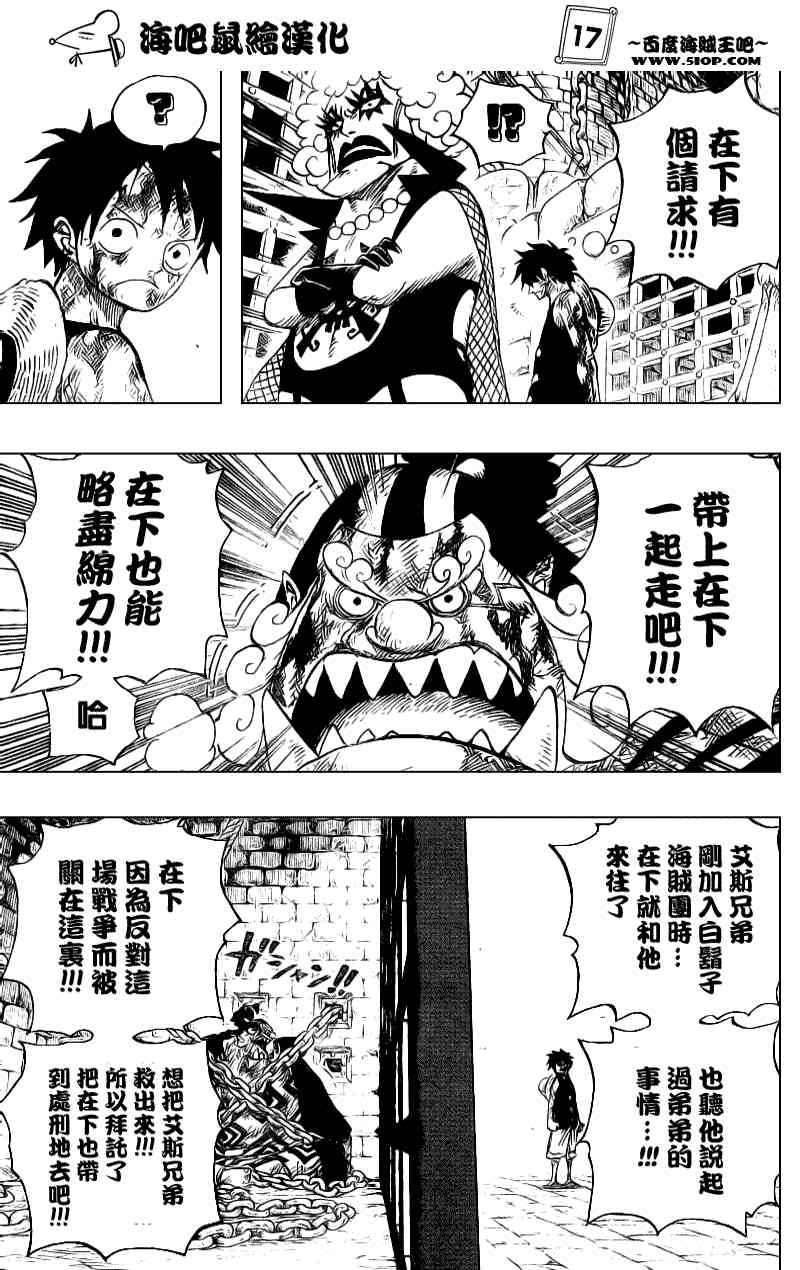 海吧鼠繪漢化
17
~百度海賊王吧~
WWW.5IOP.COM
在下有
個請求!!!
!?
?
帶上在下
一起走吧!!!
在下也能
略盡綿力!!!
哈
艾斯兄弟
剛加入白鬍子
海賊團時…
在下就和他
來往了
也聽他說起
過弟弟的
事情…!!!
ガシャン!!
在下
因為反對這
場戰爭而被
關在這裏!!!
想把艾斯兄弟
救出來!!!
所以拜託了
把在下也帶
到處刑地去吧!!!